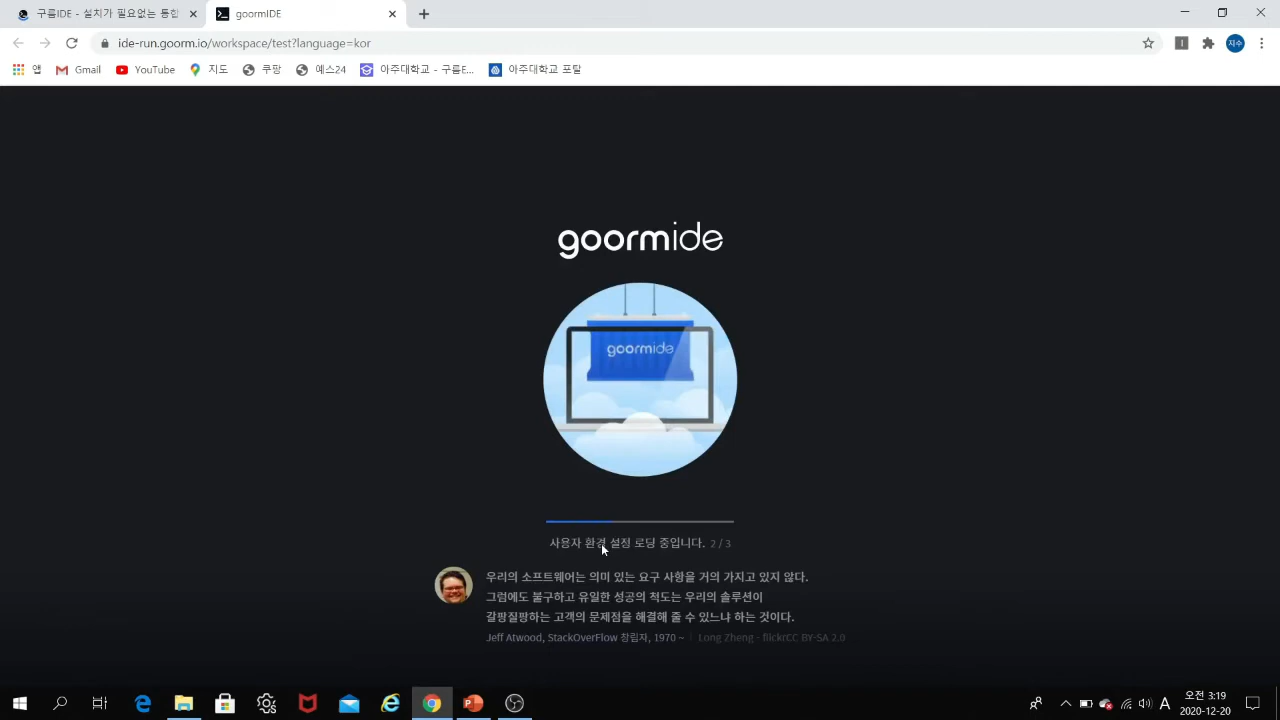 구름IDE - 설치가 필요없는 통합
goormIDE
ide-run.goorm.io/workspace/test?language=kor
지수
앱
Gmail
YouTube
지도
쿠팡
예스24
아주대학교 - 구름E...
아주대학교 포탈
goormide
goormide
사용자 환경 설정 로딩 중입니다. 2 / 3
우리의 소프트웨어는 의미 있는 요구 사항을 거의 가지고 있지 않다.
그럼에도 불구하고 유일한 성공의 척도는 우리의 솔루션이
갈팡질팡하는 고객의 문제점을 해결해 줄 수 있느냐 하는 것이다.
Jeff Atwood, StackOverFlow 창립자, 1970 ~ | Long Zheng - flickrCC BY-SA 2.0
A
오전 3:19
2020-12-20